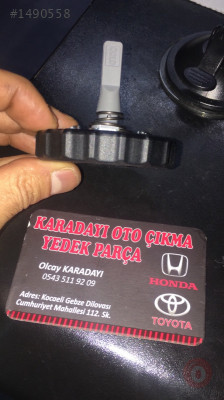 #1490558
KARADAYI OTO ÇIKMA
YEDEK PARÇA
Olcay KARADAYI
0543 511 92 09
HONDA
Adres: Kocaeli Gebze Dilovası
Cumhuriyet Mahallesi 112. Sk.
TOYOTA